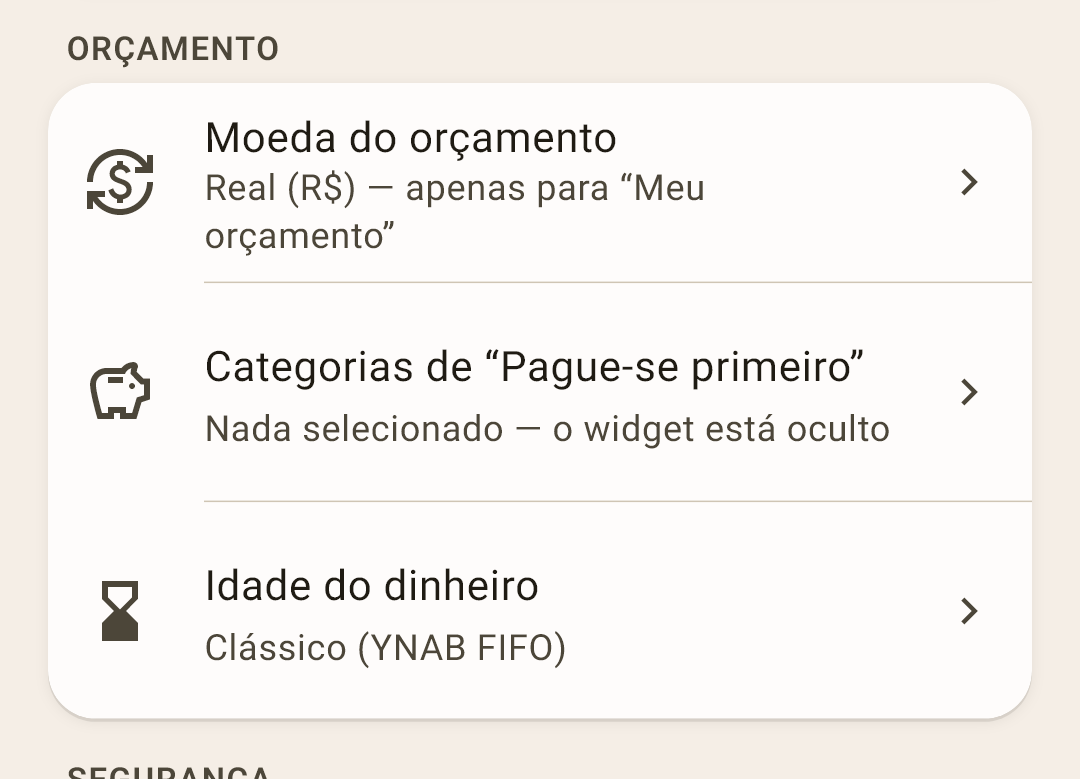 ORÇAMENTO
Moeda do orçamento
Real (R$) — apenas para “Meu
orçamento”
Categorias de “Pague-se primeiro”
Nada selecionado — o widget está oculto
Idade do dinheiro
Clássico (YNAB FIFO)
SEGURANÇA